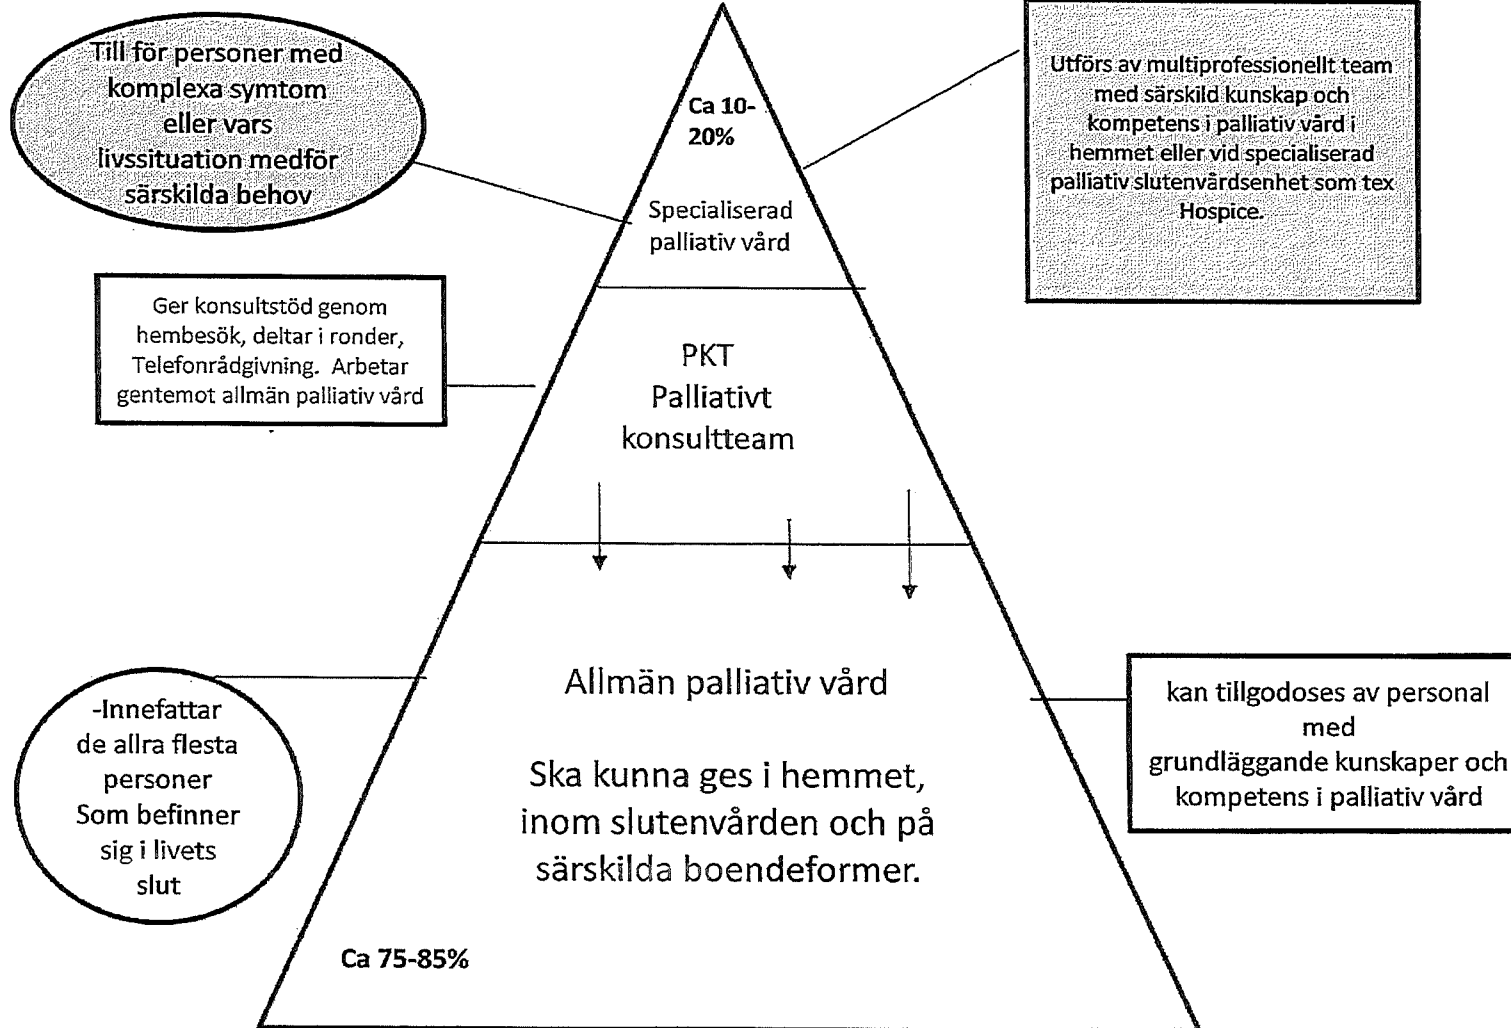 Till för personer med
komplexa symtom
eller vars
livssituation medför
särskilda behov
Ca 10-
20%
Specialiserad
palliativ vård
Utförs av multiprofessionellt team
med särskild kunskap och
kompetens i palliativ vård i
hemmet eller vid specialiserad
palliativ slutenvårdsenhet som tex
Hospice.
Ger konsultstöd genom
hembesök, deltar i ronder,
Telefonrådgivning. Arbetar
gentemot allmän palliativ vård
PKT
Palliativt
konsultteam
-Innefattar
de allra flesta
personer
Som befinner
sig i livets
slut
Allmän palliativ vård
Ska kunna ges i hemmet,
inom slutenvården och på
särskilda boendeformer.
kan tillgodoses av personal
med
grundläggande kunskaper och
kompetens i palliativ vård
Ca 75-85%